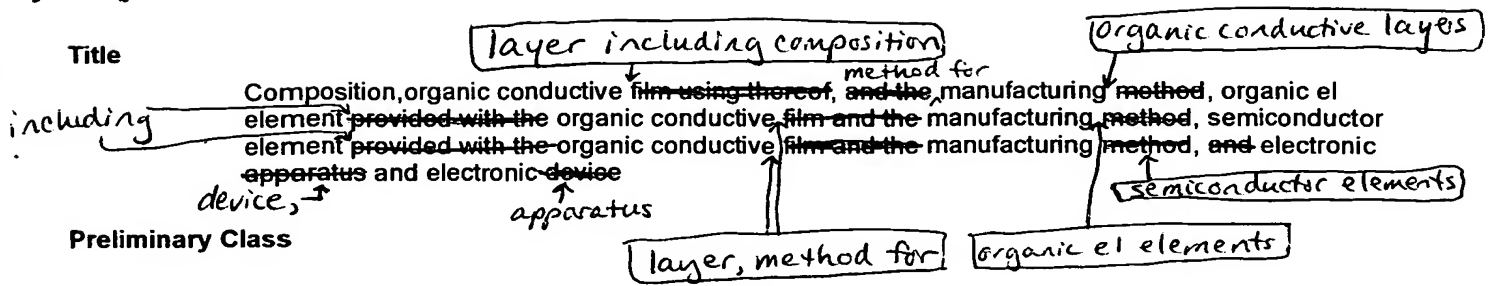 layer including composition
organic conductive layers
Title
method for
Composition,organic conductive film using thereof, and the manufacturing method, organic el
including
element provided with the organic conductive film and the manufacturing method, semiconductor
element provided with the organic conductive film and the manufacturing method, and electronic
apparatus and electronic device
device,
apparatus
semiconductor elements
Preliminary Class
layer, method for
organic el elements